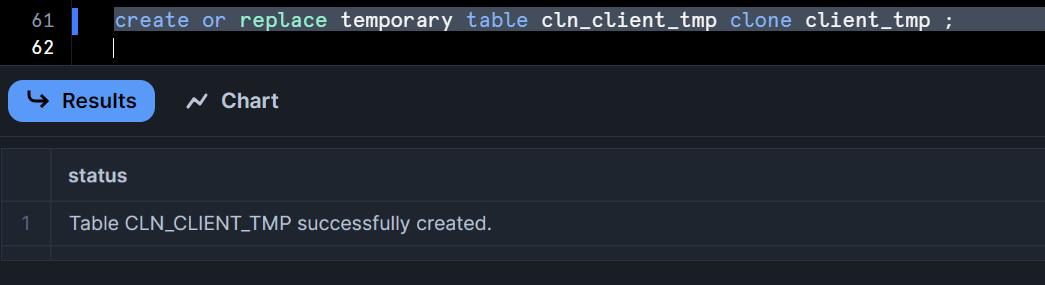 61 create or replace temporary table cln_client_tmp clone client_tmp ;
62
Results Chart
status
1 Table CLN_CLIENT_TMP successfully created.